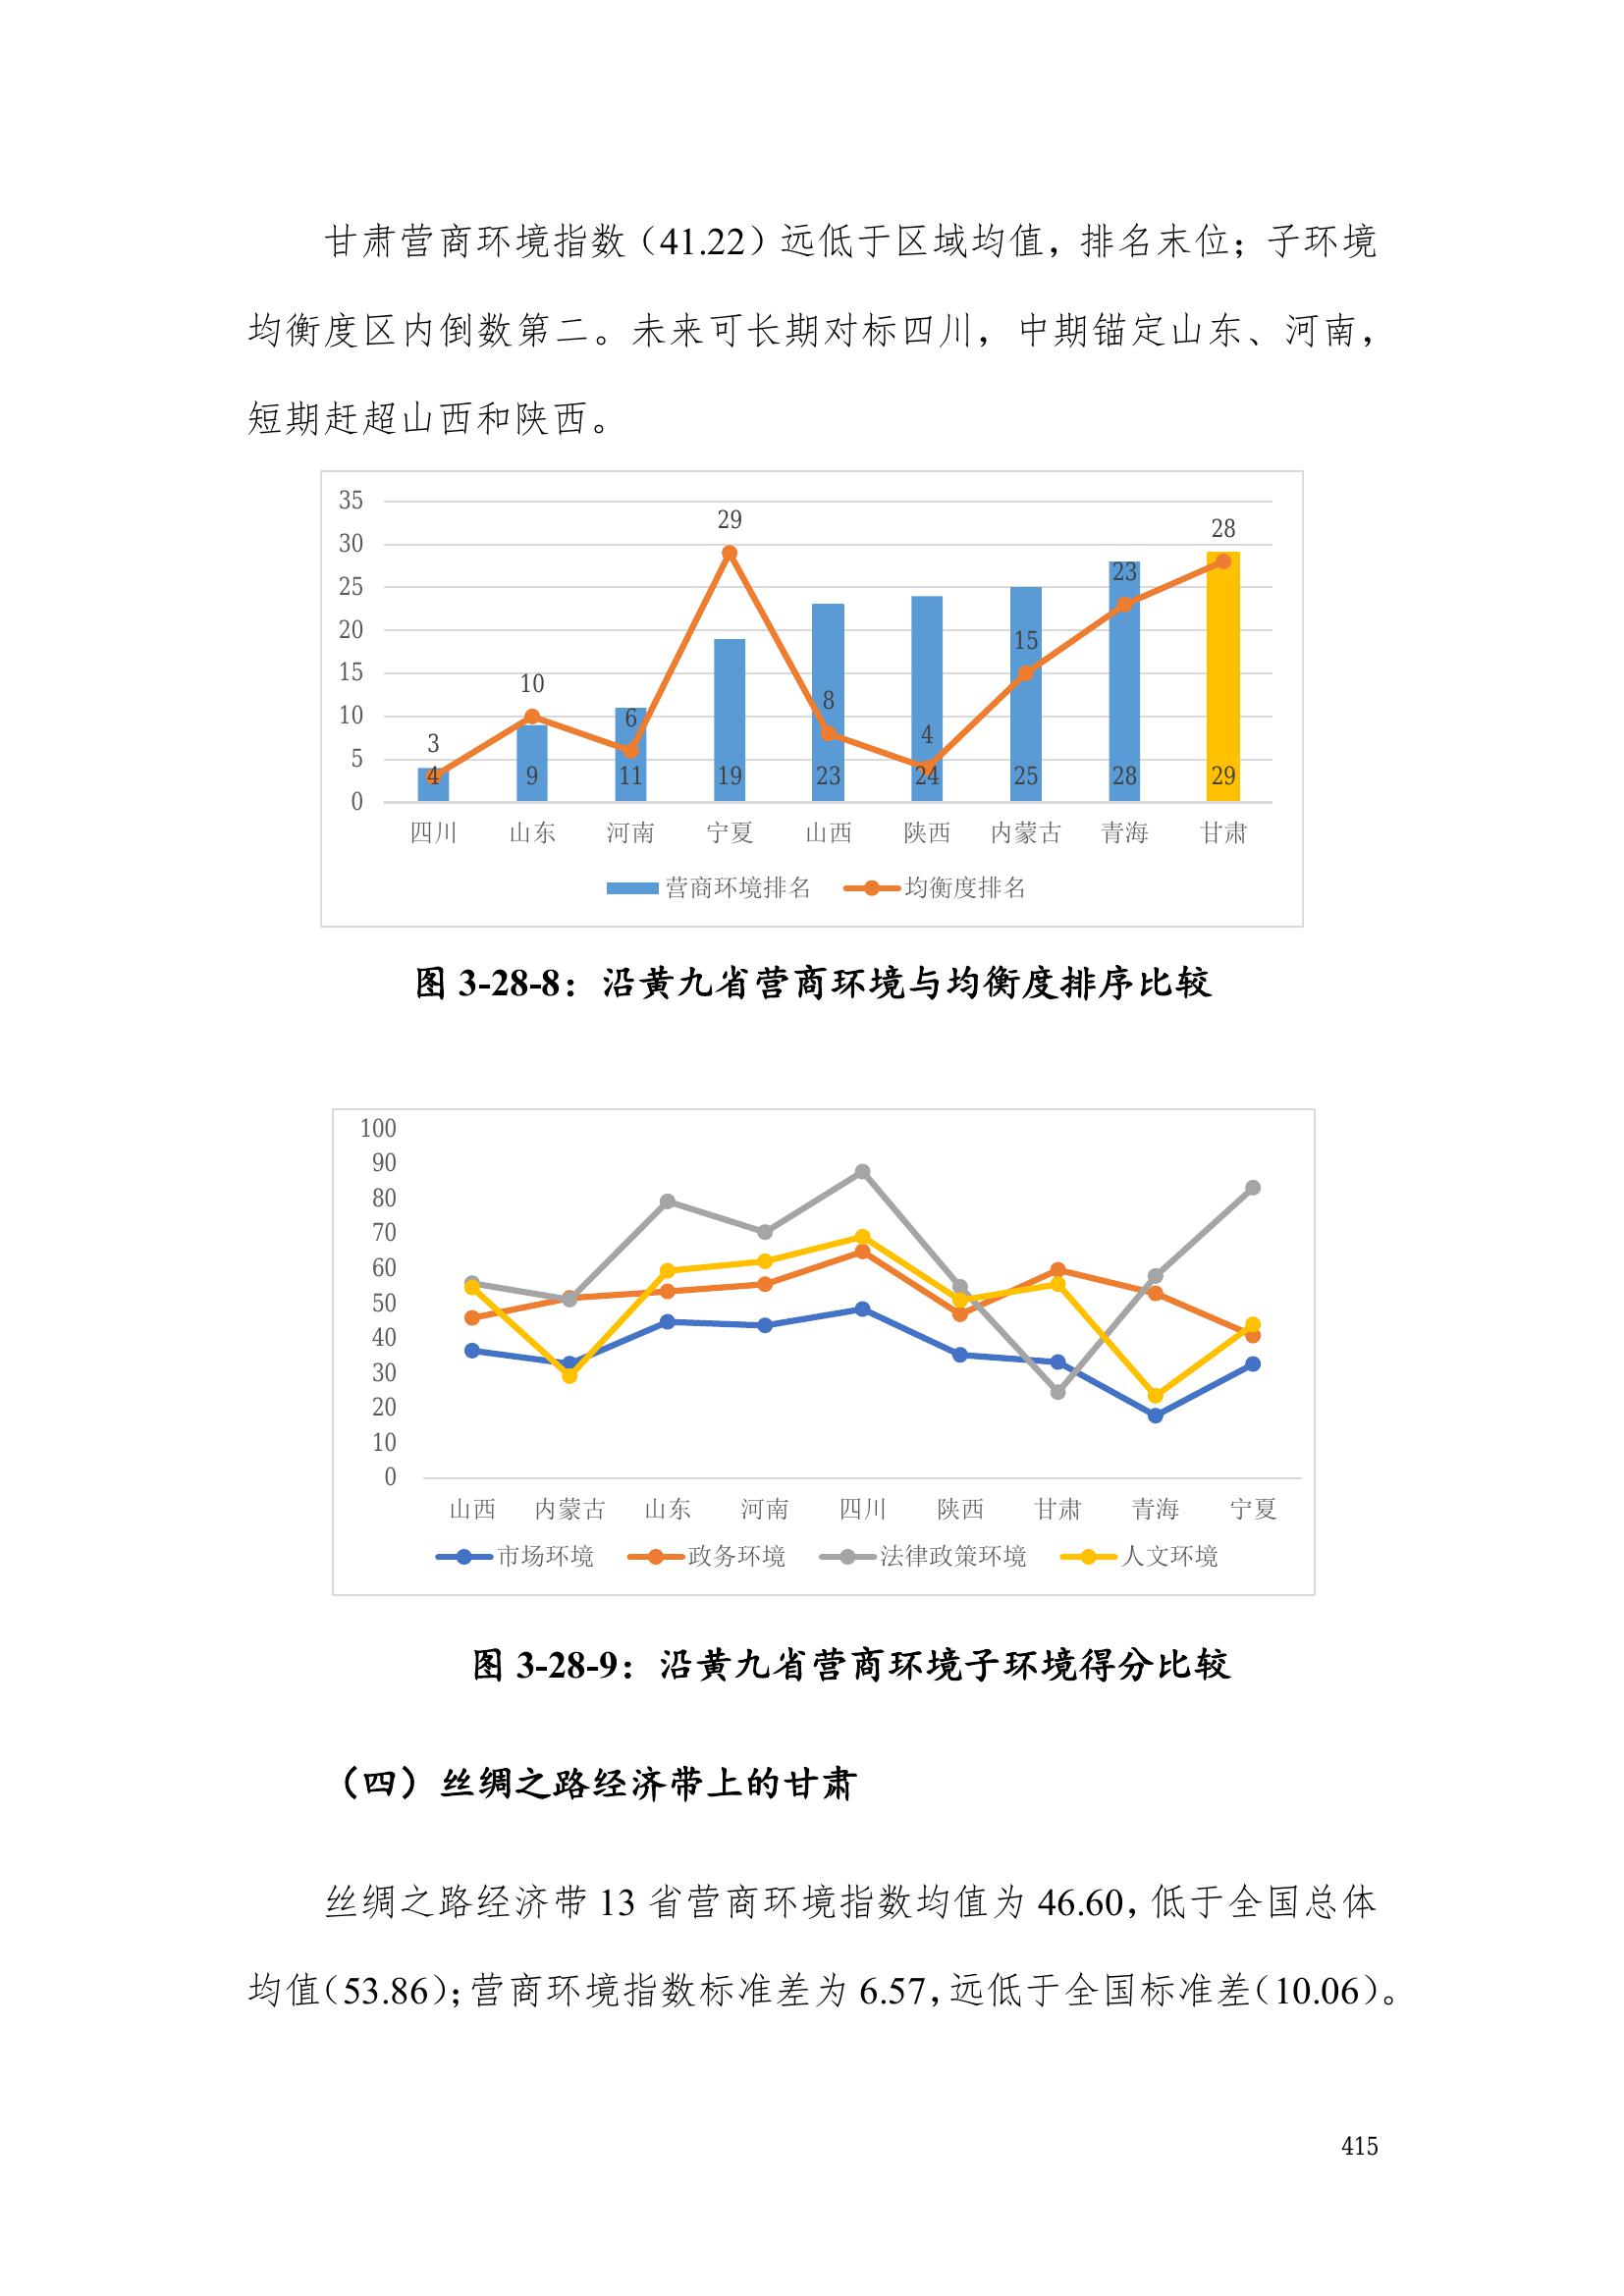 甘肃营商环境指数（41.22）远低于区域均值，排名末位；子环境
均衡度区内倒数第二。未来可长期对标四川，中期锚定山东、河南，
短期赶超山西和陕西。
35
30
25
20
15
10
5
0
3 10 6 29 8 4 15 23 28
4 9 11 19 23 24 25 28 29
四川 山东 河南 宁夏 山西 陕西 内蒙古 青海 甘肃
营商环境排名 均衡度排名
图 3-28-8：沿黄九省营商环境与均衡度排序比较
100
90
80
70
60
50
40
30
20
10
0
山西 内蒙古 山东 河南 四川 陕西 甘肃 青海 宁夏
市场环境 政务环境 法律政策环境 人文环境
图 3-28-9：沿黄九省营商环境子环境得分比较
（四）丝绸之路经济带上的甘肃
丝绸之路经济带 13 省营商环境指数均值为 46.60，低于全国总体
均值（53.86）；营商环境指数标准差为 6.57，远低于全国标准差（10.06）。
415